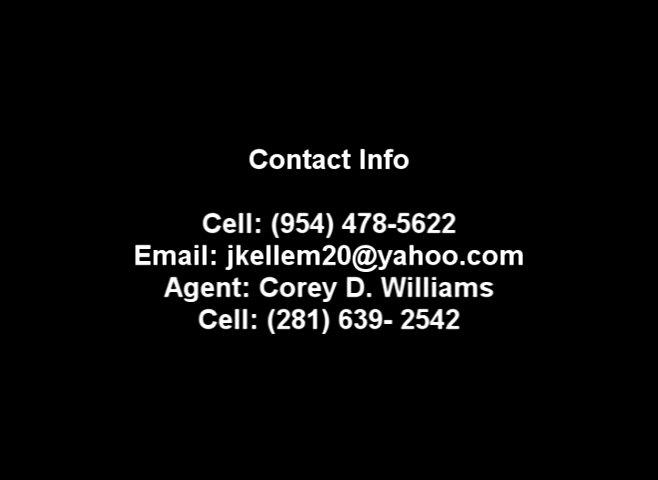 Contact Info
Cell: (954) 478-5622
Email: jkellem20@yahoo.com
Agent: Corey D. Williams
Cell: (281) 639- 2542